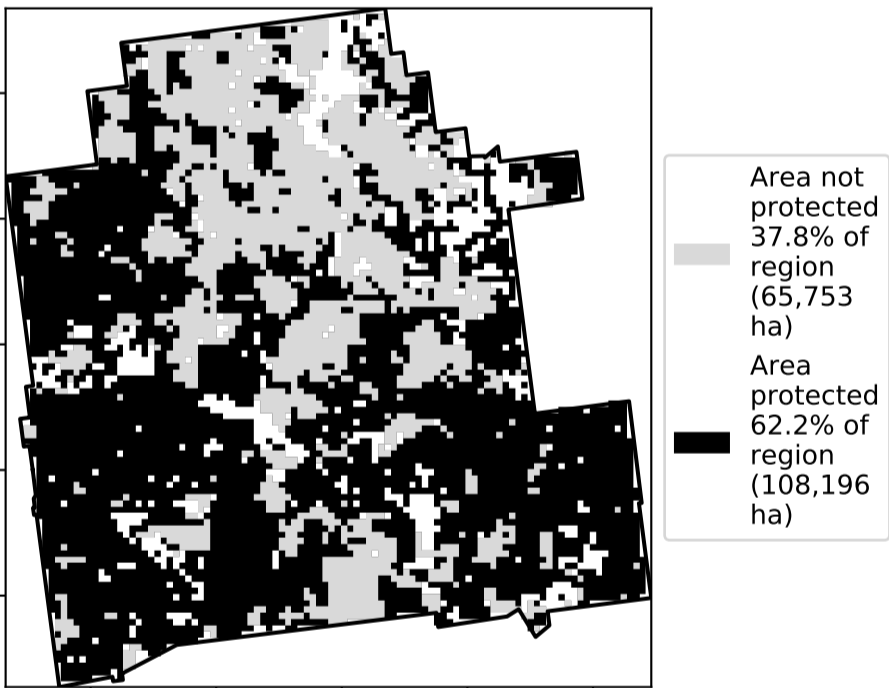 Area not
protected
37.8% of
region
(65,753
ha)
Area
protected
62.2% of
region
(108,196
ha)